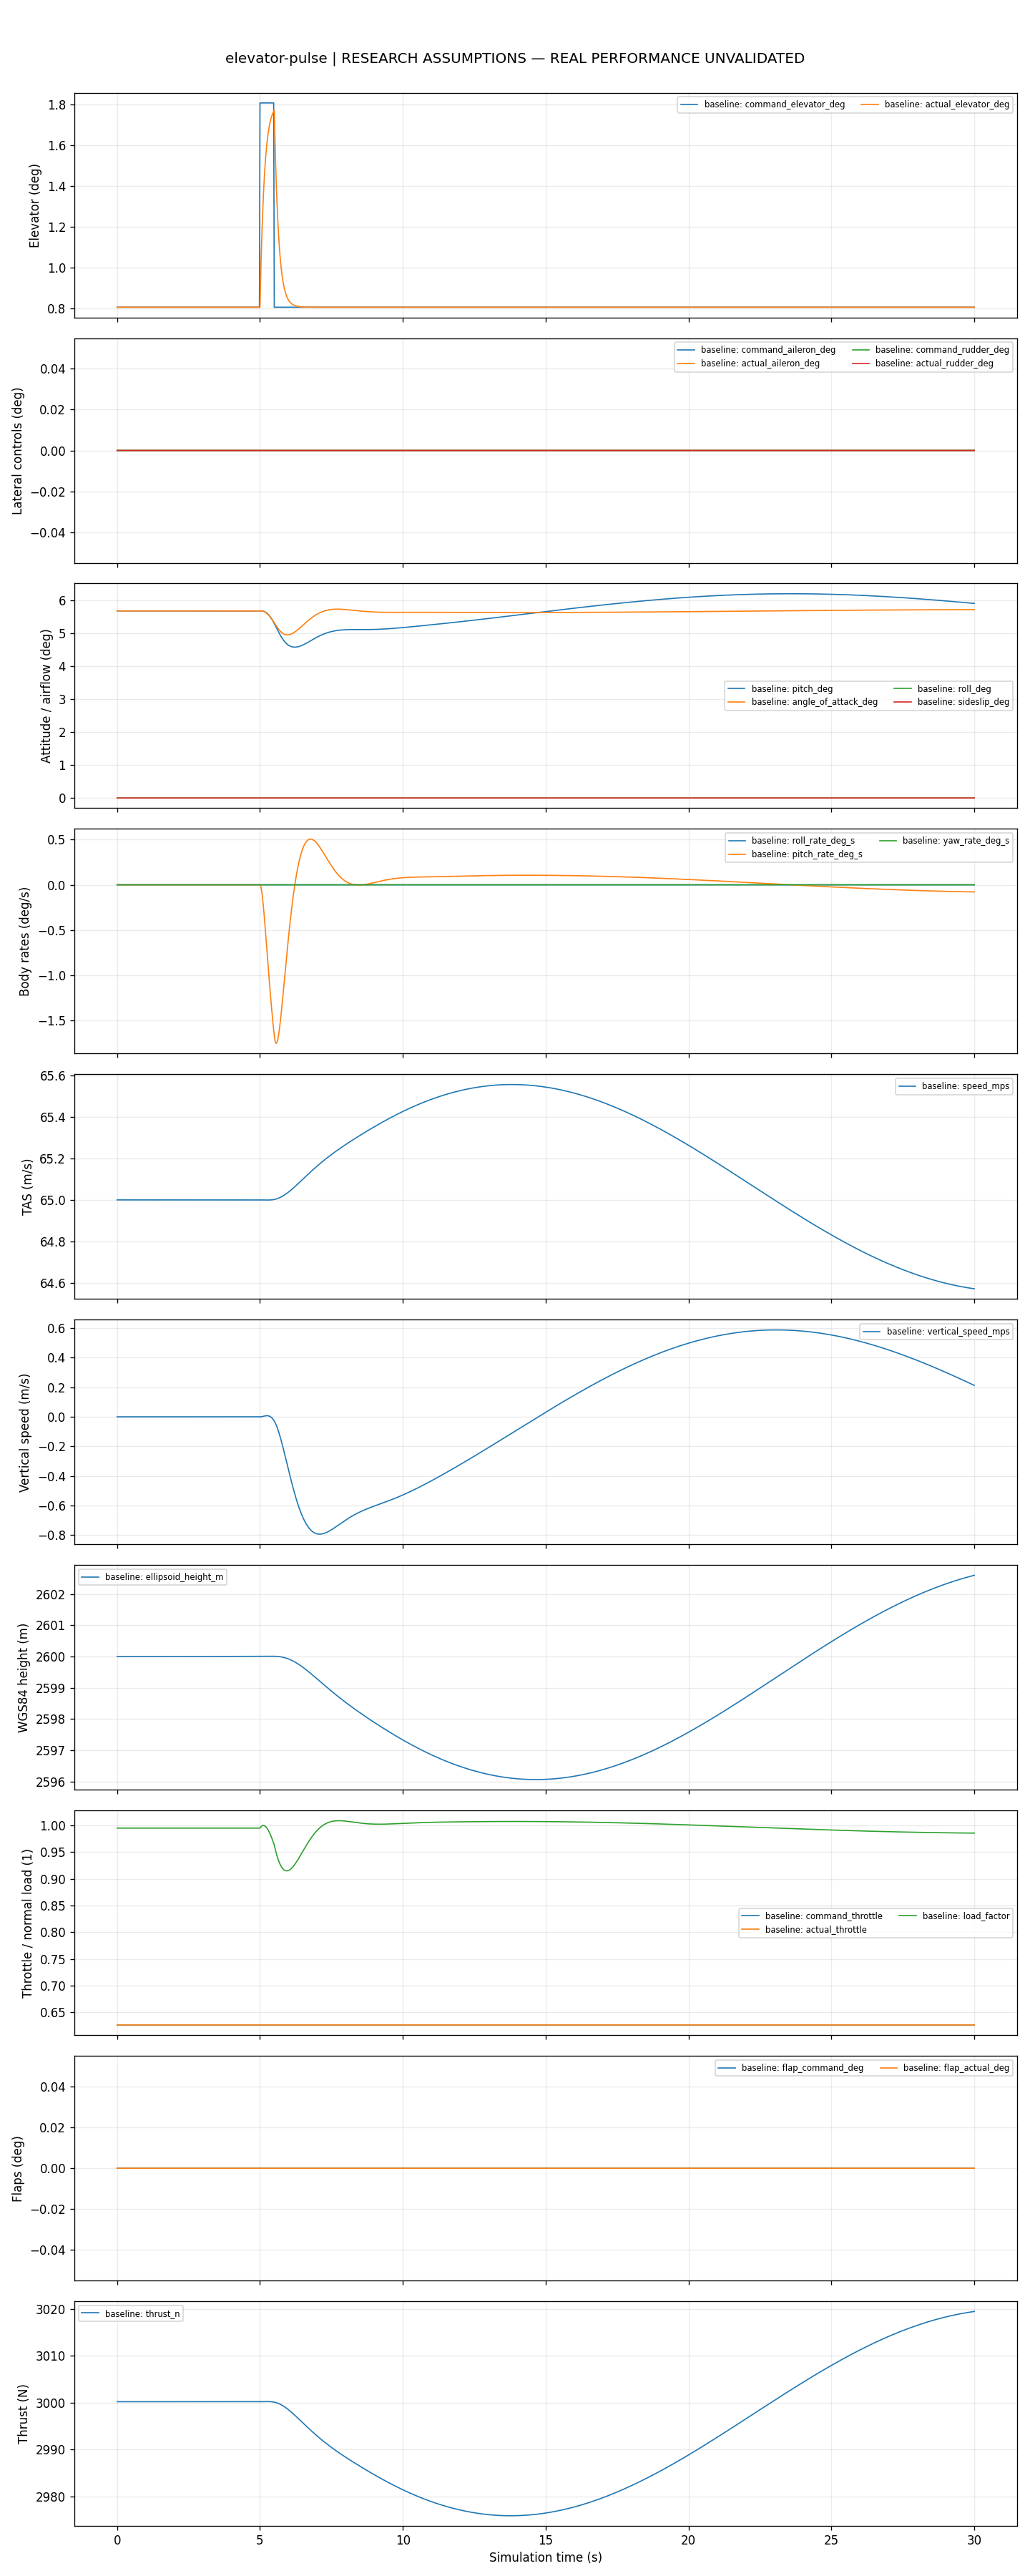 elevator-pulse | RESEARCH ASSUMPTIONS — REAL PERFORMANCE UNVALIDATED
baseline: command_elevator_deg baseline: actual_elevator_deg
Elevator (deg)
1.8
1.6
1.4
1.2
1.0
0.8
baseline: command_aileron_deg baseline: command_rudder_deg
baseline: actual_aileron_deg baseline: actual_rudder_deg
Lateral controls (deg)
0.04
0.02
0.00
−0.02
−0.04
Attitude / airflow (deg)
6
5
4
3
2
1
0
baseline: pitch_deg baseline: roll_deg
baseline: angle_of_attack_deg baseline: sideslip_deg
baseline: roll_rate_deg_s baseline: yaw_rate_deg_s
baseline: pitch_rate_deg_s
Body rates (deg/s)
0.5
0.0
−0.5
−1.0
−1.5
baseline: speed_mps
TAS (m/s)
65.6
65.4
65.2
65.0
64.8
64.6
baseline: vertical_speed_mps
Vertical speed (m/s)
0.6
0.4
0.2
0.0
−0.2
−0.4
−0.6
−0.8
baseline: ellipsoid_height_m
WGS84 height (m)
2602
2601
2600
2599
2598
2597
2596
Throttle / normal load (1)
1.00
0.95
0.90
0.85
0.80
0.75
0.70
0.65
baseline: command_throttle baseline: load_factor
baseline: actual_throttle
baseline: flap_command_deg baseline: flap_actual_deg
Flaps (deg)
0.04
0.02
0.00
−0.02
−0.04
baseline: thrust_n
Thrust (N)
3020
3010
3000
2990
2980
0 5 10 15 20 25 30
Simulation time (s)